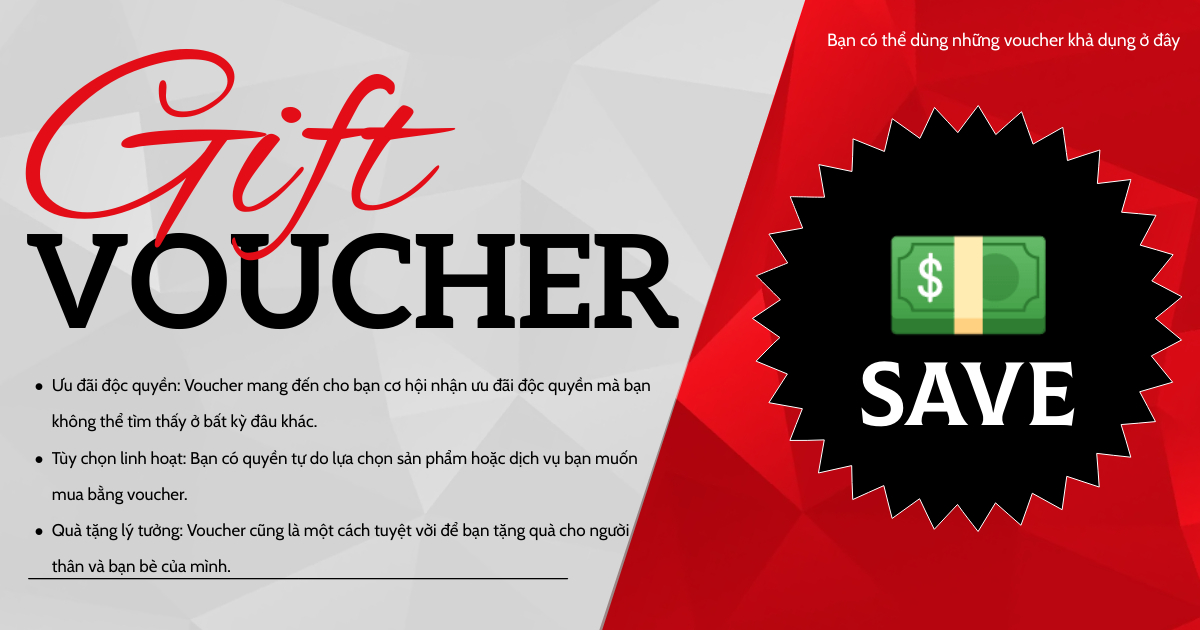 Gift
VOUCHER
• Ưu đãi độc quyền: Voucher mang đến cho bạn cơ hội nhận ưu đãi độc quyền mà bạn
không thể tìm thấy ở bất kỳ đâu khác.
• Tùy chọn linh hoạt: Bạn có quyền tự do lựa chọn sản phẩm hoặc dịch vụ bạn muốn
mua bằng voucher.
• Quà tặng lý tưởng: Voucher cũng là một cách tuyệt vời để bạn tặng quà cho người
thân và bạn bè của mình.
Bạn có thể dùng những voucher khả dụng ở đây
$
SAVE